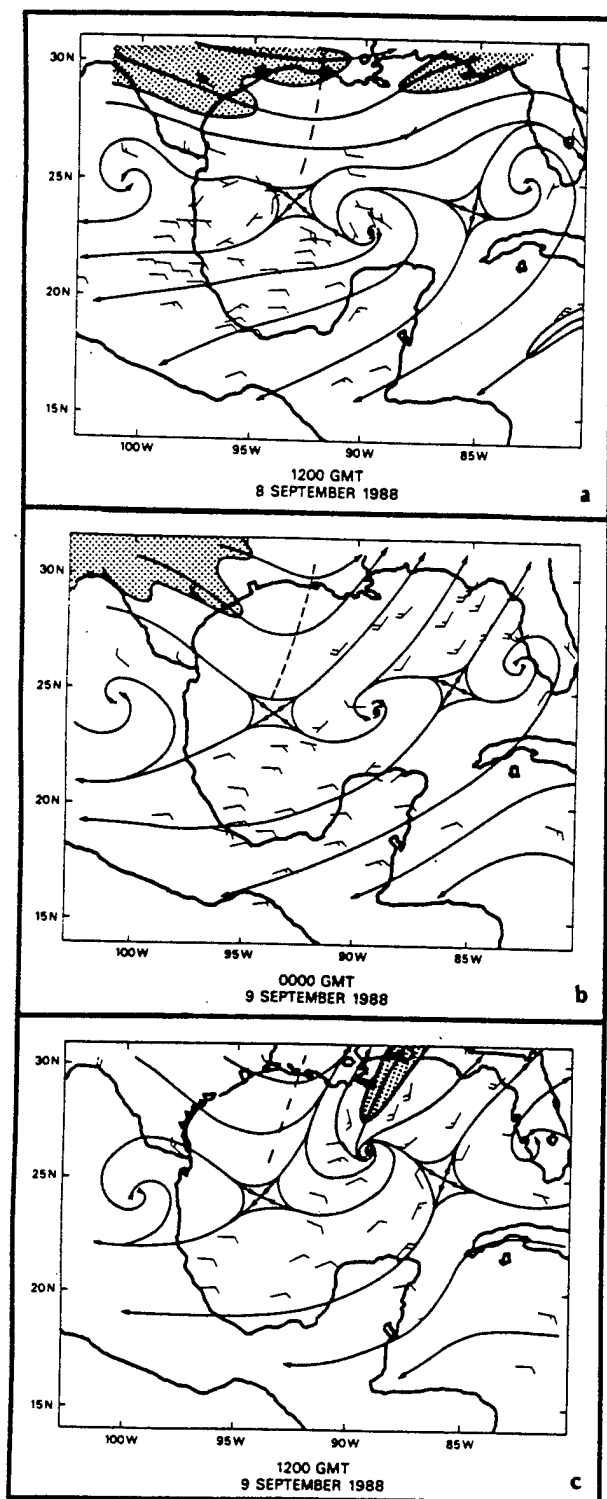 30N
25N
20N
15N
100W 95W 90W 85W
1200 GMT
8 SEPTEMBER 1988
a
30N
25N
20N
15N
100W 95W 90W 85W
0000 GMT
9 SEPTEMBER 1988
b
30N
25N
20N
15N
100W 95W 90W 85W
1200 GMT
9 SEPTEMBER 1988
c